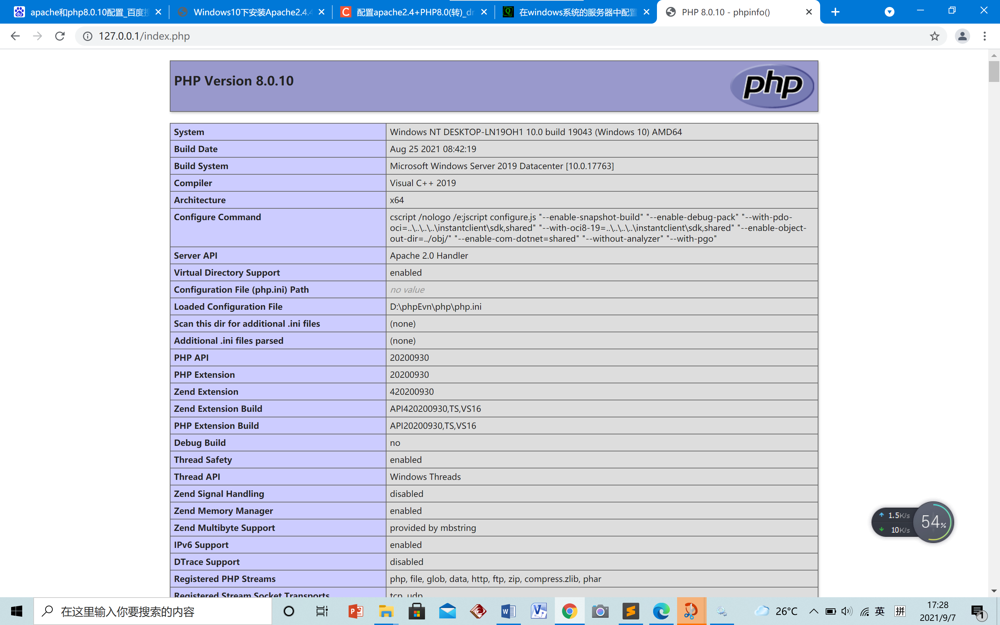 apache和php8.0.10配置_百度
Windows10下安装Apache2.4.4
配置apache2.4+PHP8.0(转)_dr
在windows系统的服务器中配置
PHP 8.0.10 - phpinfo()
127.0.0.1/index.php
PHP Version 8.0.10
php
System Windows NT DESKTOP-LN19OH1 10.0 build 19043 (Windows 10) AMD64
Build Date Aug 25 2021 08:42:19
Build System Microsoft Windows Server 2019 Datacenter [10.0.17763]
Compiler Visual C++ 2019
Architecture x64
Configure Command cscript /nologo /e:jscript configure.js "--enable-snapshot-build" "--enable-debug-pack" "--with-pdo-
oci=..\..\..\..\instantclient\sdk,shared" "--with-oci8-19=..\..\..\..\instantclient\sdk,shared" "--enable-object-
out-dir=../obj/" "--enable-com-dotnet=shared" "--without-analyzer" "--with-pgo"
Server API Apache 2.0 Handler
Virtual Directory Support enabled
Configuration File (php.ini) Path no value
Loaded Configuration File D:\phpEvn\php\php.ini
Scan this dir for additional .ini files (none)
Additional .ini files parsed (none)
PHP API 20200930
PHP Extension 20200930
Zend Extension 420200930
Zend Extension Build API420200930,TS,VS16
PHP Extension Build API20200930,TS,VS16
Debug Build no
Thread Safety enabled
Thread API Windows Threads
Zend Signal Handling disabled
Zend Memory Manager enabled
Zend Multibyte Support provided by mbstring
IPv6 Support enabled
DTrace Support disabled
Registered PHP Streams php, file, glob, data, http, ftp, zip, compress.zlib, phar
Registered Stream Socket Transports tcp, udp
1.5K/s
10K/s
54%
在这里输入你要搜索的内容
26°C
英
拼
17:28
2021/9/7
1